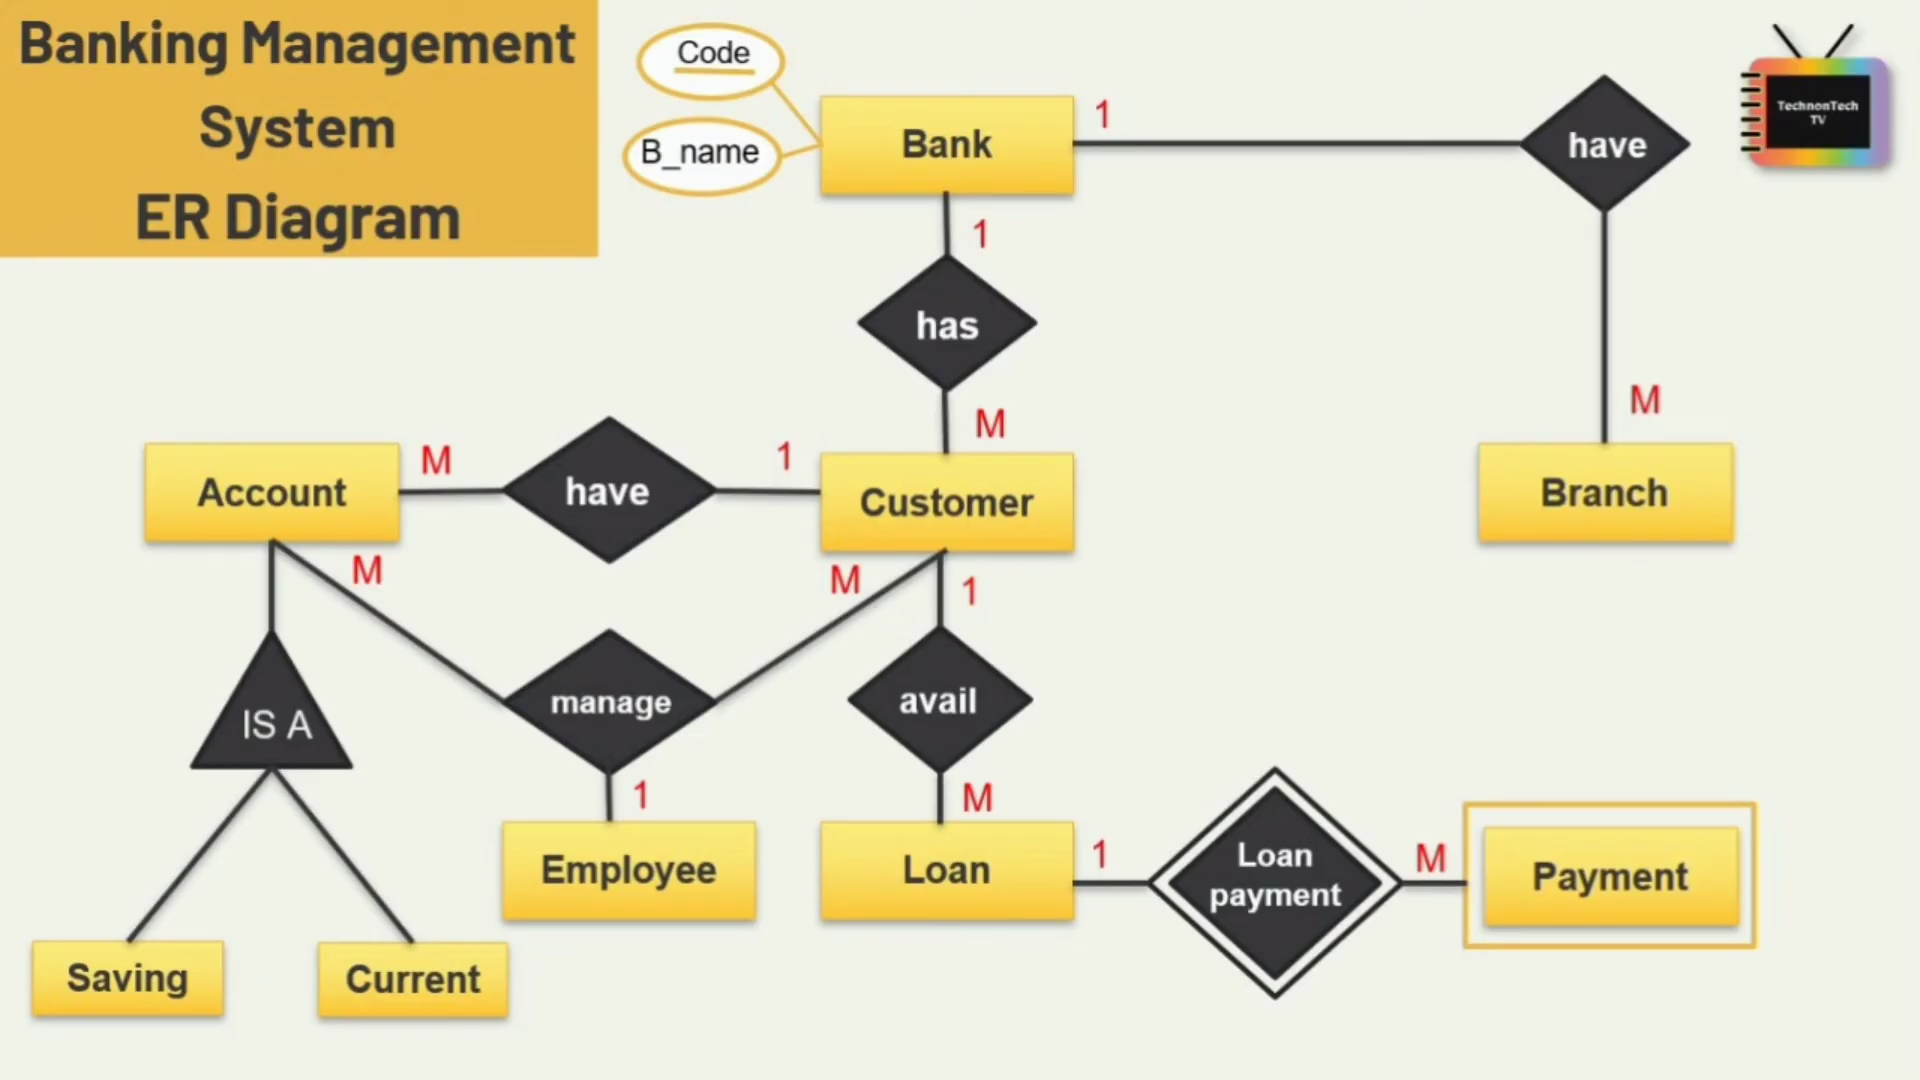 Banking Management
System
ER Diagram
Code
B_name
Bank
1
have
TechnonTech
TV
1
has
M
M
Account
M
have
1
Customer
Branch
M
M
1
IS A
manage
avail
1
M
Employee
Loan
1
Loan
payment
M
Payment
Saving
Current